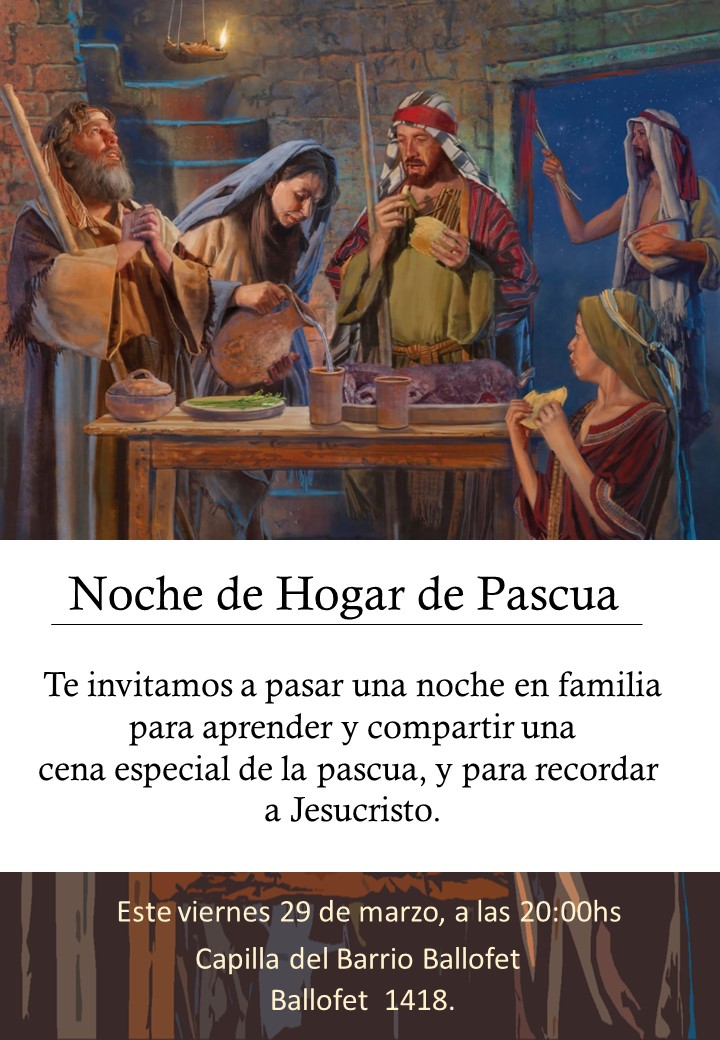 Noche de Hogar de Pascua
Te invitamos a pasar una noche en familia
para aprender y compartir una
cena especial de la pascua, y para recordar
a Jesucristo.
Este viernes 29 de marzo, a las 20:00hs
Capilla del Barrio Ballofet
Ballofet 1418.